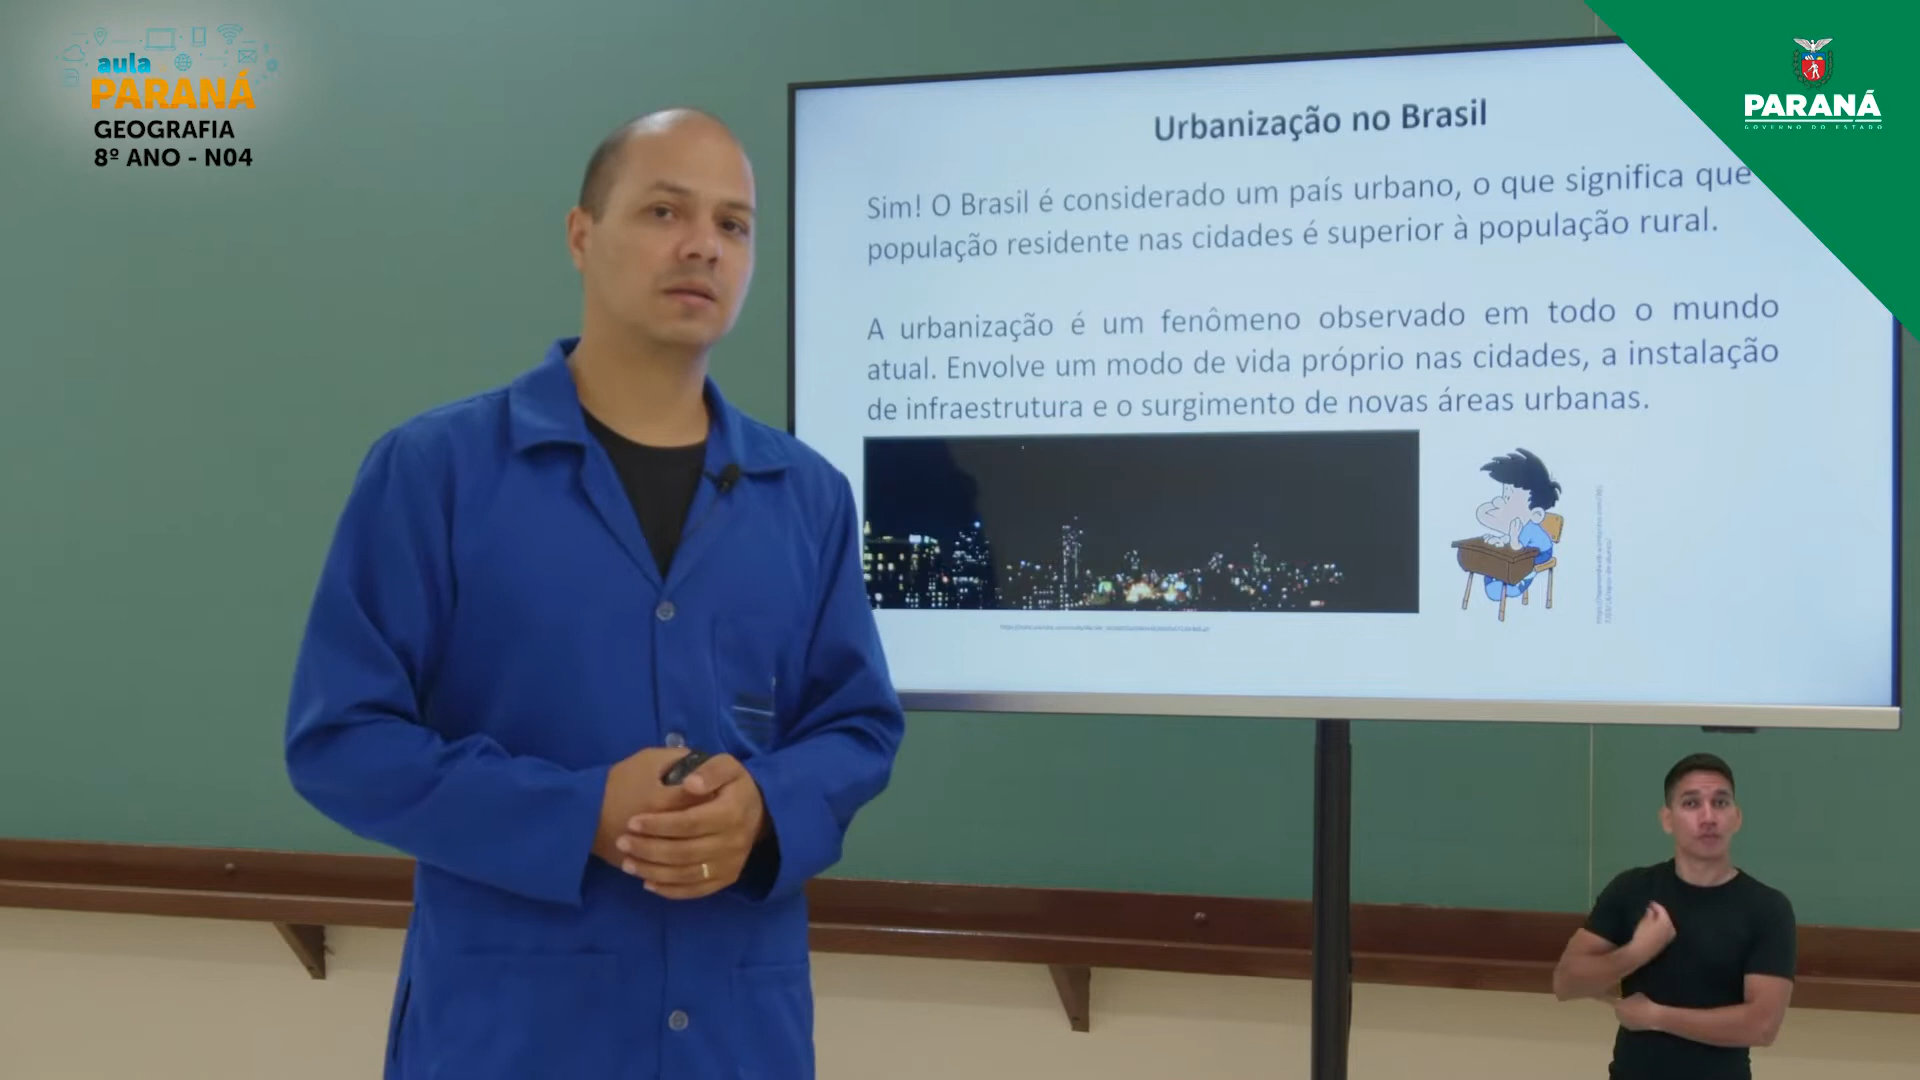 aula
PARANÁ
GEOGRAFIA
8º ANO - N04
PARANÁ
GOVERNO DO ESTADO
Urbanização no Brasil
Sim! O Brasil é considerado um país urbano, o que significa que
população residente nas cidades é superior à população rural.
A urbanização é um fenômeno observado em todo o mundo
atual. Envolve um modo de vida próprio nas cidades, a instalação
de infraestrutura e o surgimento de novas áreas urbanas.